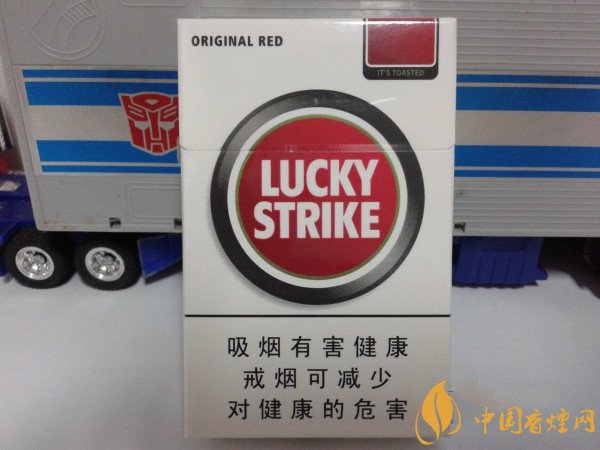 ORIGINAL RED
IT'S TOASTED
LUCKY
STRIKE
吸烟有害健康
戒烟可减少
对健康的危害
中国香烟网